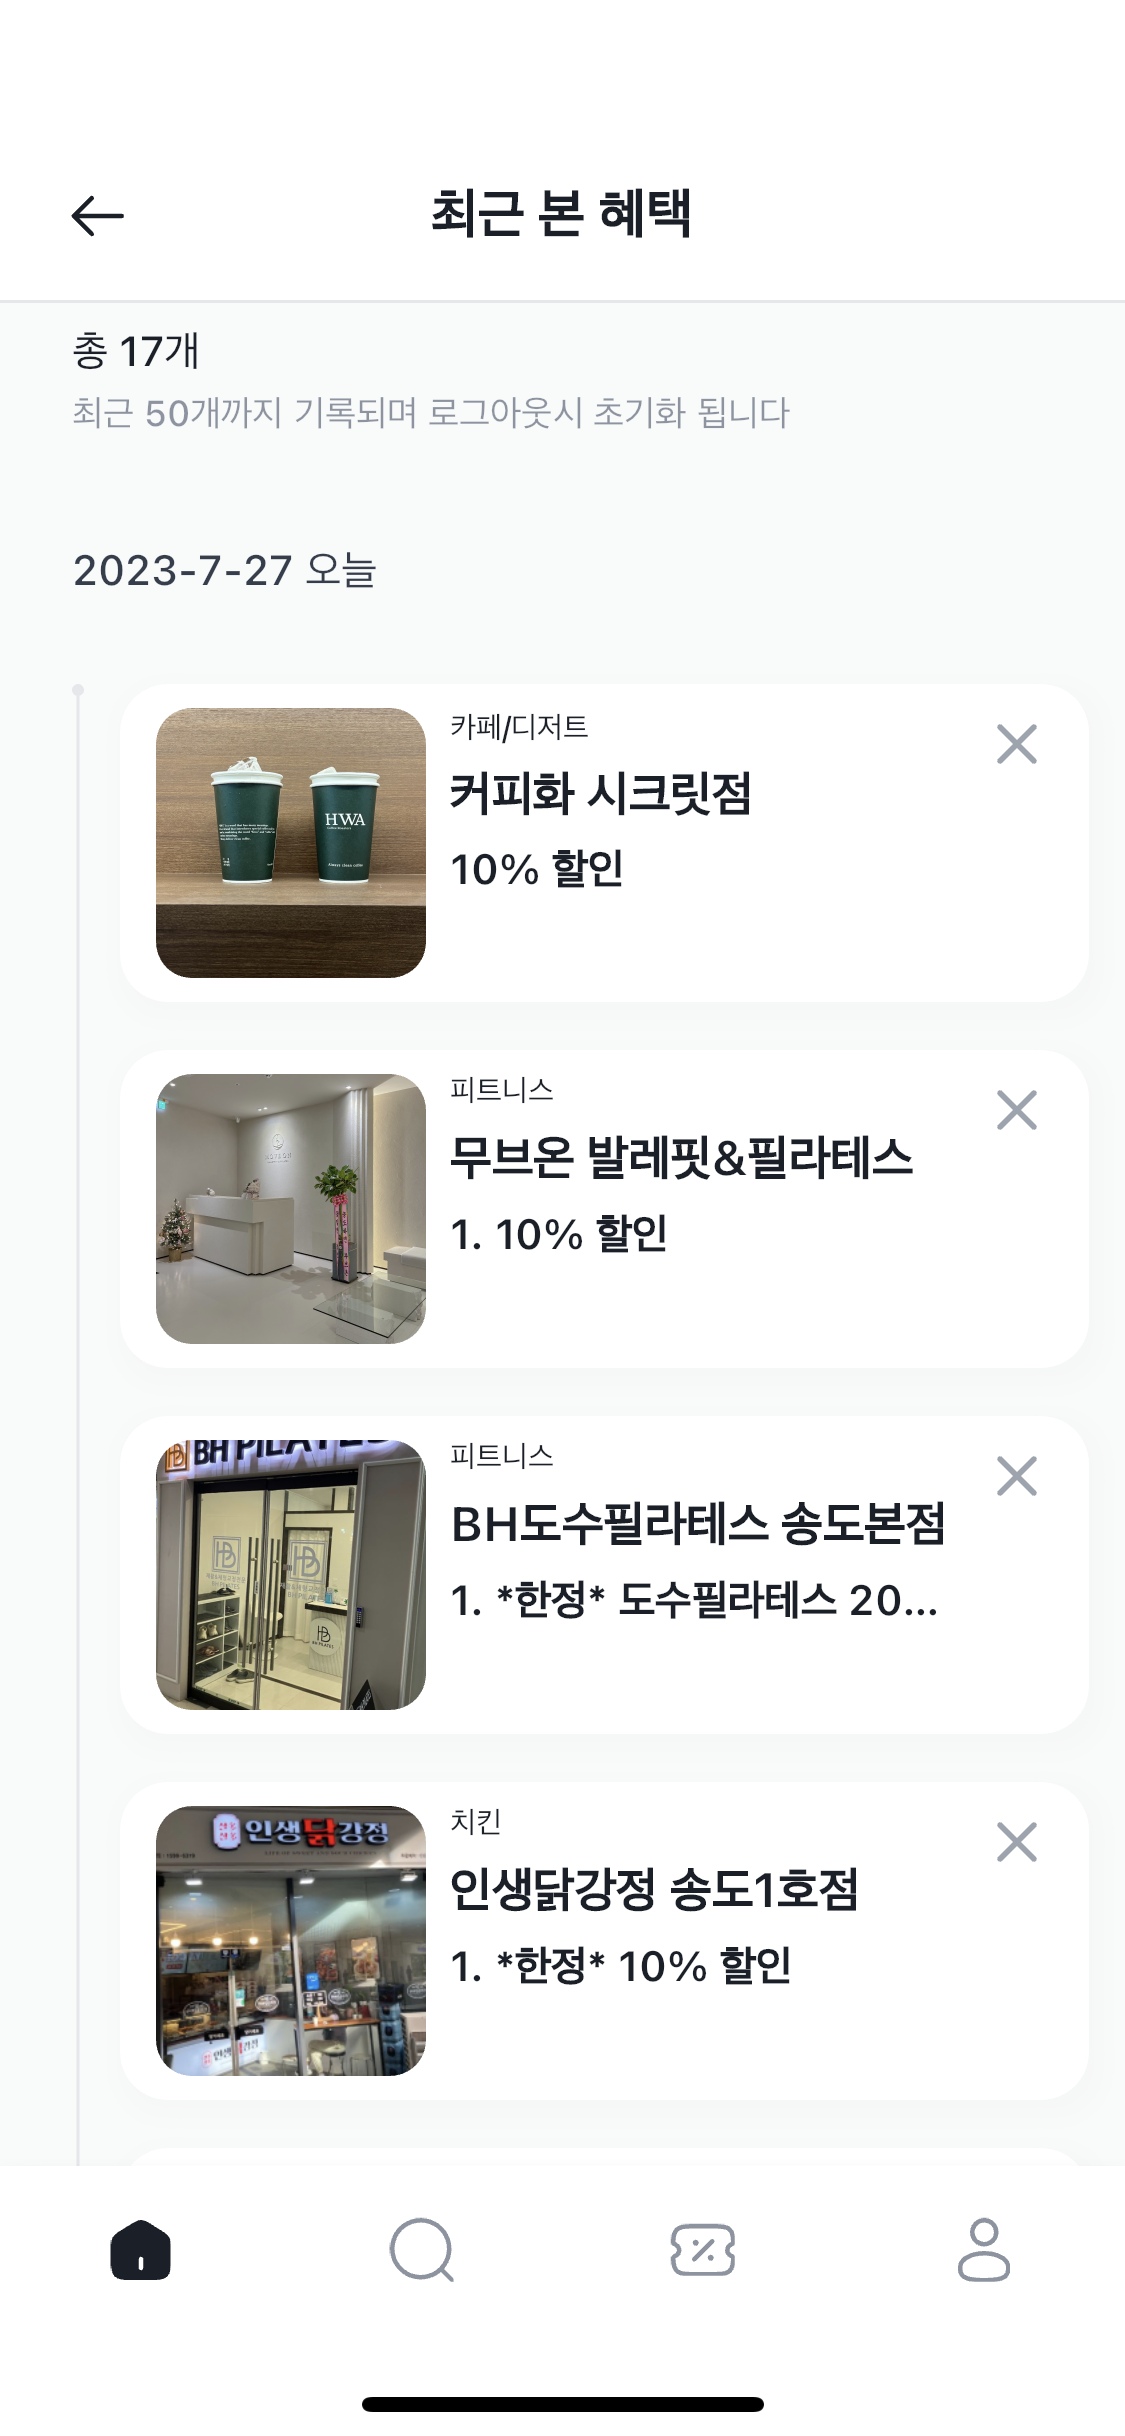 최근 본 혜택
총 17개
최근 50개까지 기록되며 로그아웃시 초기화 됩니다
2023-7-27 오늘
카페/디저트
커피화 시크릿점
10% 할인
HWA
Always clean coffee
피트니스
무브온 발레핏&필라테스
1. 10% 할인
BH PILATES
피트니스
BH도수필라테스 송도본점
1. *한정* 도수필라테스 20...
BH PILATES
인생닭강정
치킨
인생닭강정 송도1호점
1. *한정* 10% 할인